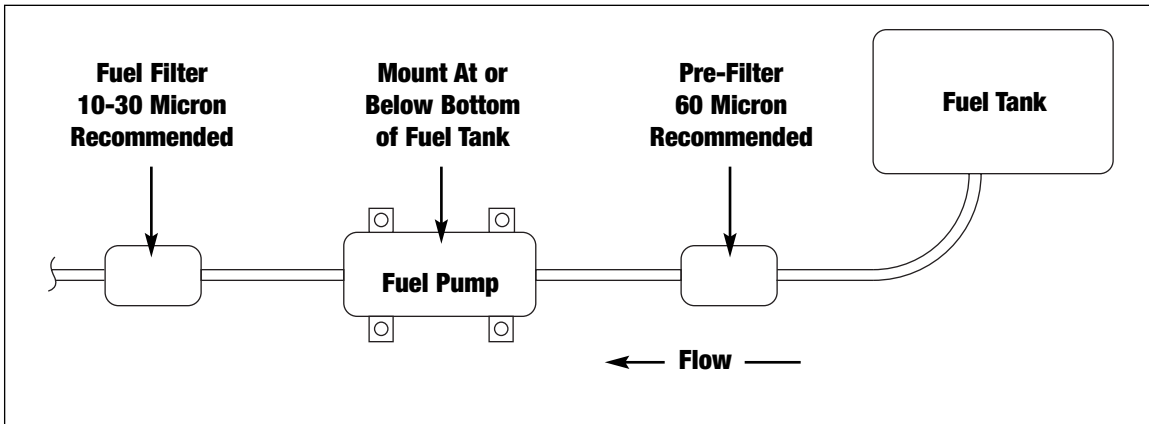 Fuel Filter
10-30 Micron
Recommended
Mount At or
Below Bottom
of Fuel Tank
Pre-Filter
60 Micron
Recommended
Fuel Tank
Fuel Pump
Flow